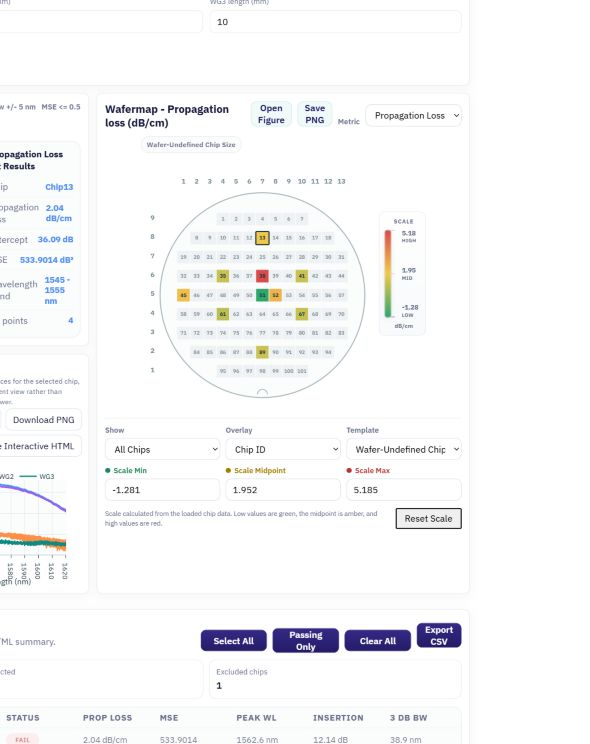 WG3 length (mm)
10
w +/- 5 nm MSE <= 0.5
opagation Loss
t Results
ip Chip13
opagation 2.04
ss dB/cm
tercept 36.09 dB
SE 533.9014 dB²
avelength 1545 -
nd 1555
nm
points 4
ces for the selected chip,
ent view rather than
wer.
Download PNG
e Interactive HTML
WG2 WG3
1580 1590 1600 1610 1620
gth (nm)
Wafermap - Propagation
loss (dB/cm)
Open
Figure
Save
PNG
Metric
Propagation Loss
Wafer-Undefined Chip Size
1 2 3 4 5 6 7 8 9 10 11 12 13
9 1 2 3 4 5 6 7
8 8 9 10 11 12 13 14 15 16 17 18
7 19 20 21 22 23 24 25 26 27 28 29 30 31
6 32 33 34 35 36 37 38 39 40 41 42 43 44
5 45 46 47 48 49 50 51 52 53 54 55 56 57
4 58 59 60 61 62 63 64 65 66 67 68 69 70
3 71 72 73 74 75 76 77 78 79 80 81 82 83
2 84 85 86 87 88 89 90 91 92 93 94
1 95 96 97 98 99 100 101
SCALE
5.18
HIGH
1.95
MID
-1.28
LOW
dB/cm
Show Overlay Template
All Chips Chip ID Wafer-Undefined Chip
Scale Min Scale Midpoint Scale Max
-1.281 1.952 5.185
Scale calculated from the loaded chip data. Low values are green, the midpoint is amber, and
high values are red.
Reset Scale
TML summary.
Select All
Passing
Only
Clear All
Export
CSV
cted
Excluded chips
1
STATUS PROP LOSS MSE PEAK WL INSERTION 3 DB BW
FAIL 2.04 dB/cm 533.9014 1562.6 nm 12.14 dB 38.9 nm